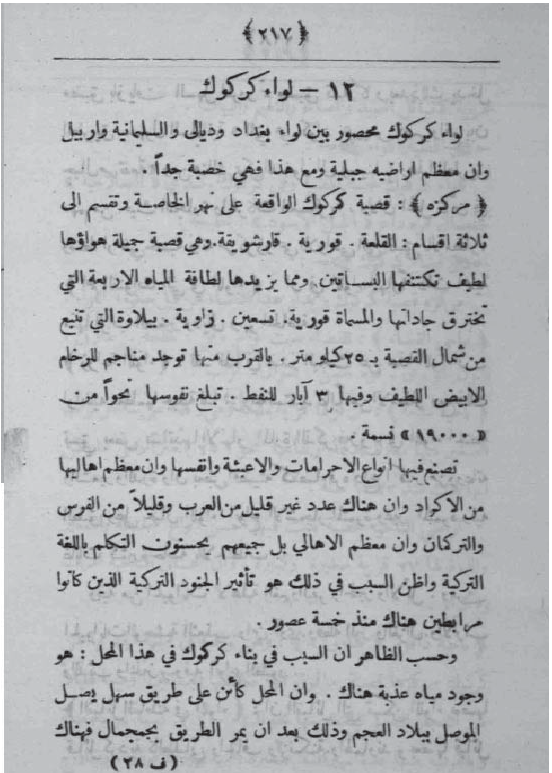 ﴿ ٢١٧ ﴾
١٢ – لواء كركوك
لواء كركوك محصور بين لواء بغداد وديالى والسليمانية واربيل
وان معظم اراضيه جبلية ومع هذا فهي خصبة جداً .
﴿ مركزه ﴾ : قصبة كركوك الواقعة على نهر الخاصة وتقسم الى
ثلاثة اقسام : القلعة . قورية . قارشويقة . وهي قصبة جميلة هواؤها
لطيف تكتنفها البساتين . ومما يزيدها لطافة المياه الاربعة التي
تخترق جاداتها والمسماة قورية . تسعين . زاوية . بيلاوة التي تنبع
من شمال القصبة بـ ٢٥ كيلو متر . بالقرب منها توجد مناجم للرخام
الابيض اللطيف وفيها ٣ آبار للنفط . تبلغ نفوسها نحواً من
« ١٩٠٠٠ » نسمة .
تصنع فيها انواع الاحرامات والاعبئة وانفسها وان معظم اهاليها
من الاكراد وان هناك عدد غير قليل من العرب وقليلاً من الفرس
والتركمان وان معظم الاهالي بل جميعهم يحسنون التكلم باللغة
التركية واظن السبب في ذلك هو تأثير الجنود التركية الذين كانوا
مرابطين هناك منذ خمسة عصور .
وحسب الظاهر ان السبب في بناء كركوك في هذا المحل : هو
وجود مياه عذبة هناك . وان المحل كأن على طريق سهل يصل
الموصل ببلاد العجم وذلك بعد ان يمر الطريق بجمجمال فهناك
( ف ٢٨ )